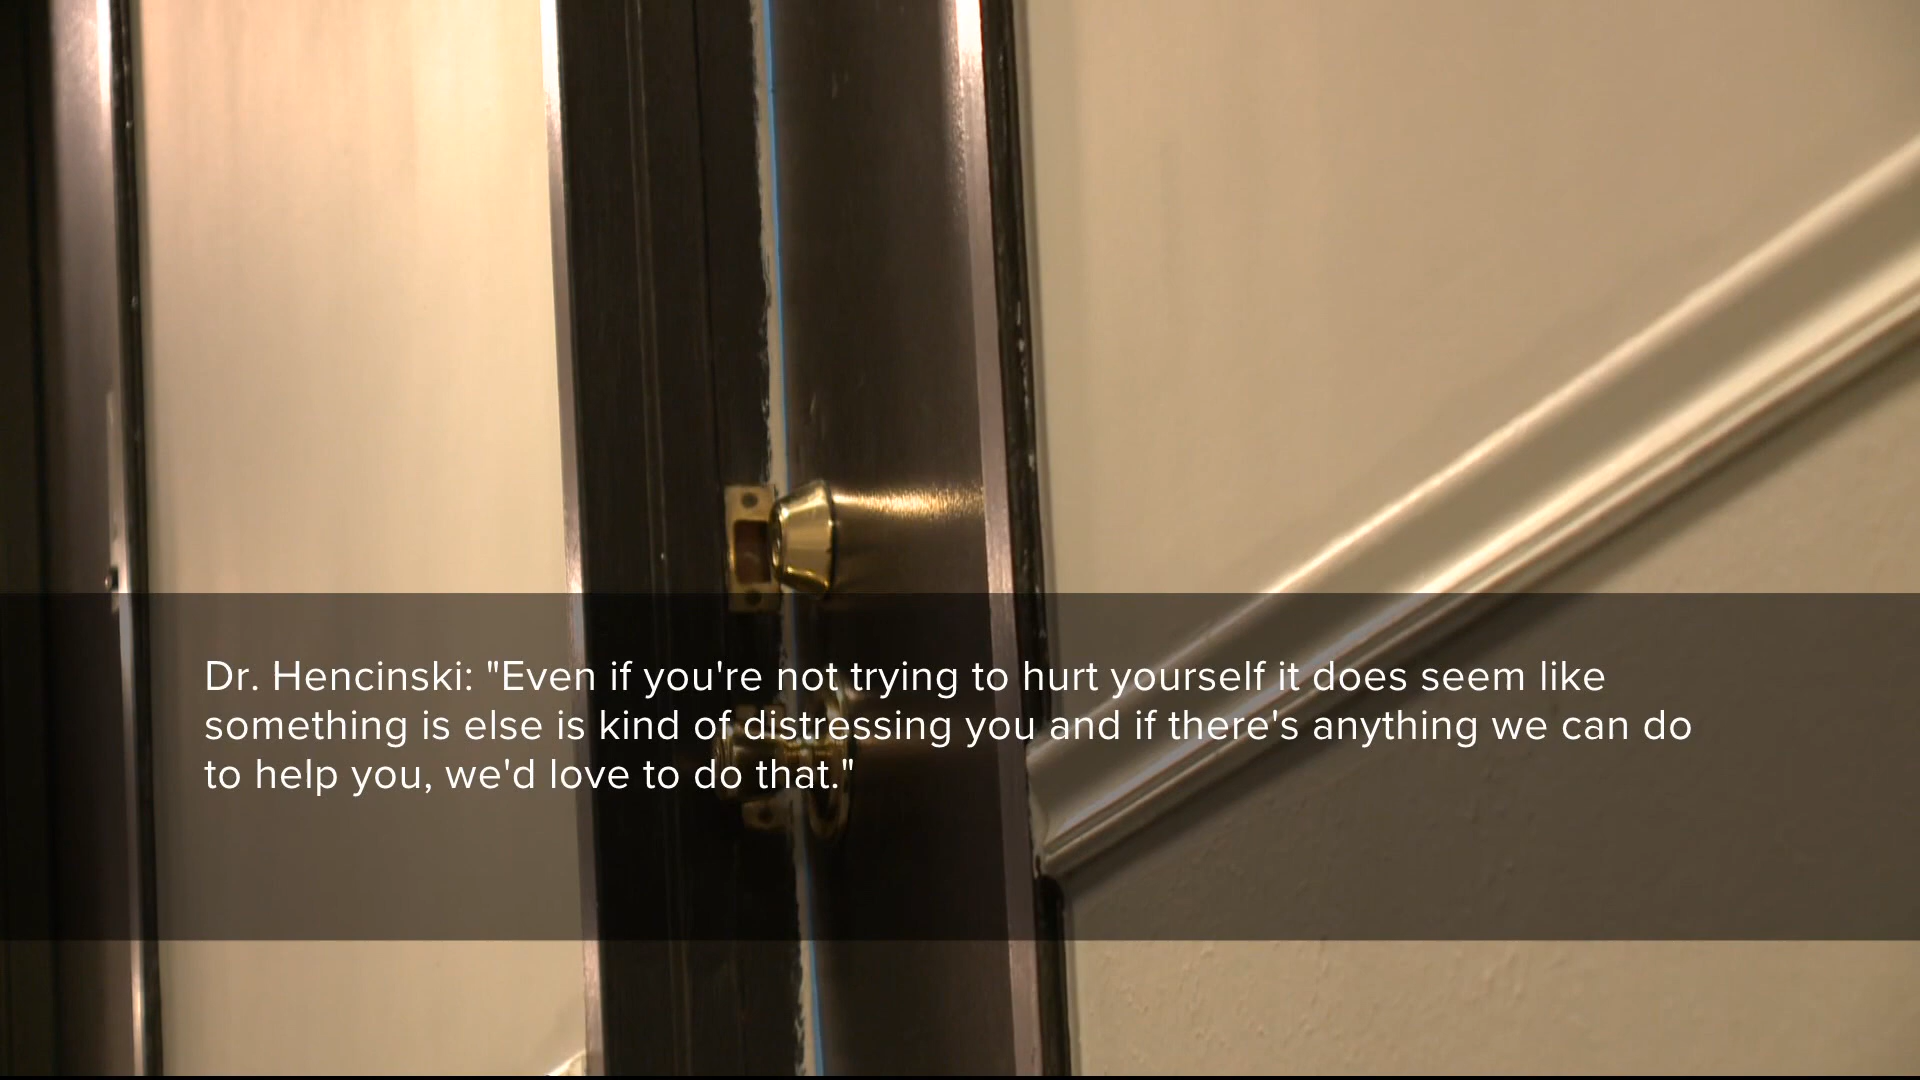 Dr. Hencinski: "Even if you're not trying to hurt yourself it does seem like
something is else is kind of distressing you and if there's anything we can do
to help you, we'd love to do that."